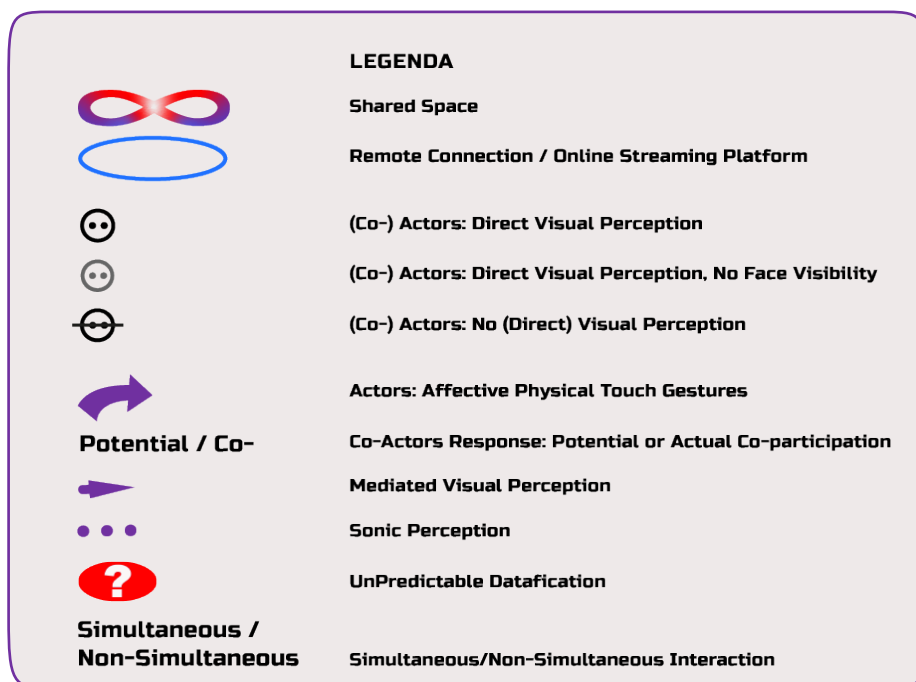 LEGENDA
Shared Space
Remote Connection / Online Streaming Platform
(Co-) Actors: Direct Visual Perception
(Co-) Actors: Direct Visual Perception, No Face Visibility
(Co-) Actors: No (Direct) Visual Perception
Actors: Affective Physical Touch Gestures
Potential / Co- Co-Actors Response: Potential or Actual Co-participation
Mediated Visual Perception
Sonic Perception
? UnPredictable Datafication
Simultaneous /
Non-Simultaneous Simultaneous/Non-Simultaneous Interaction